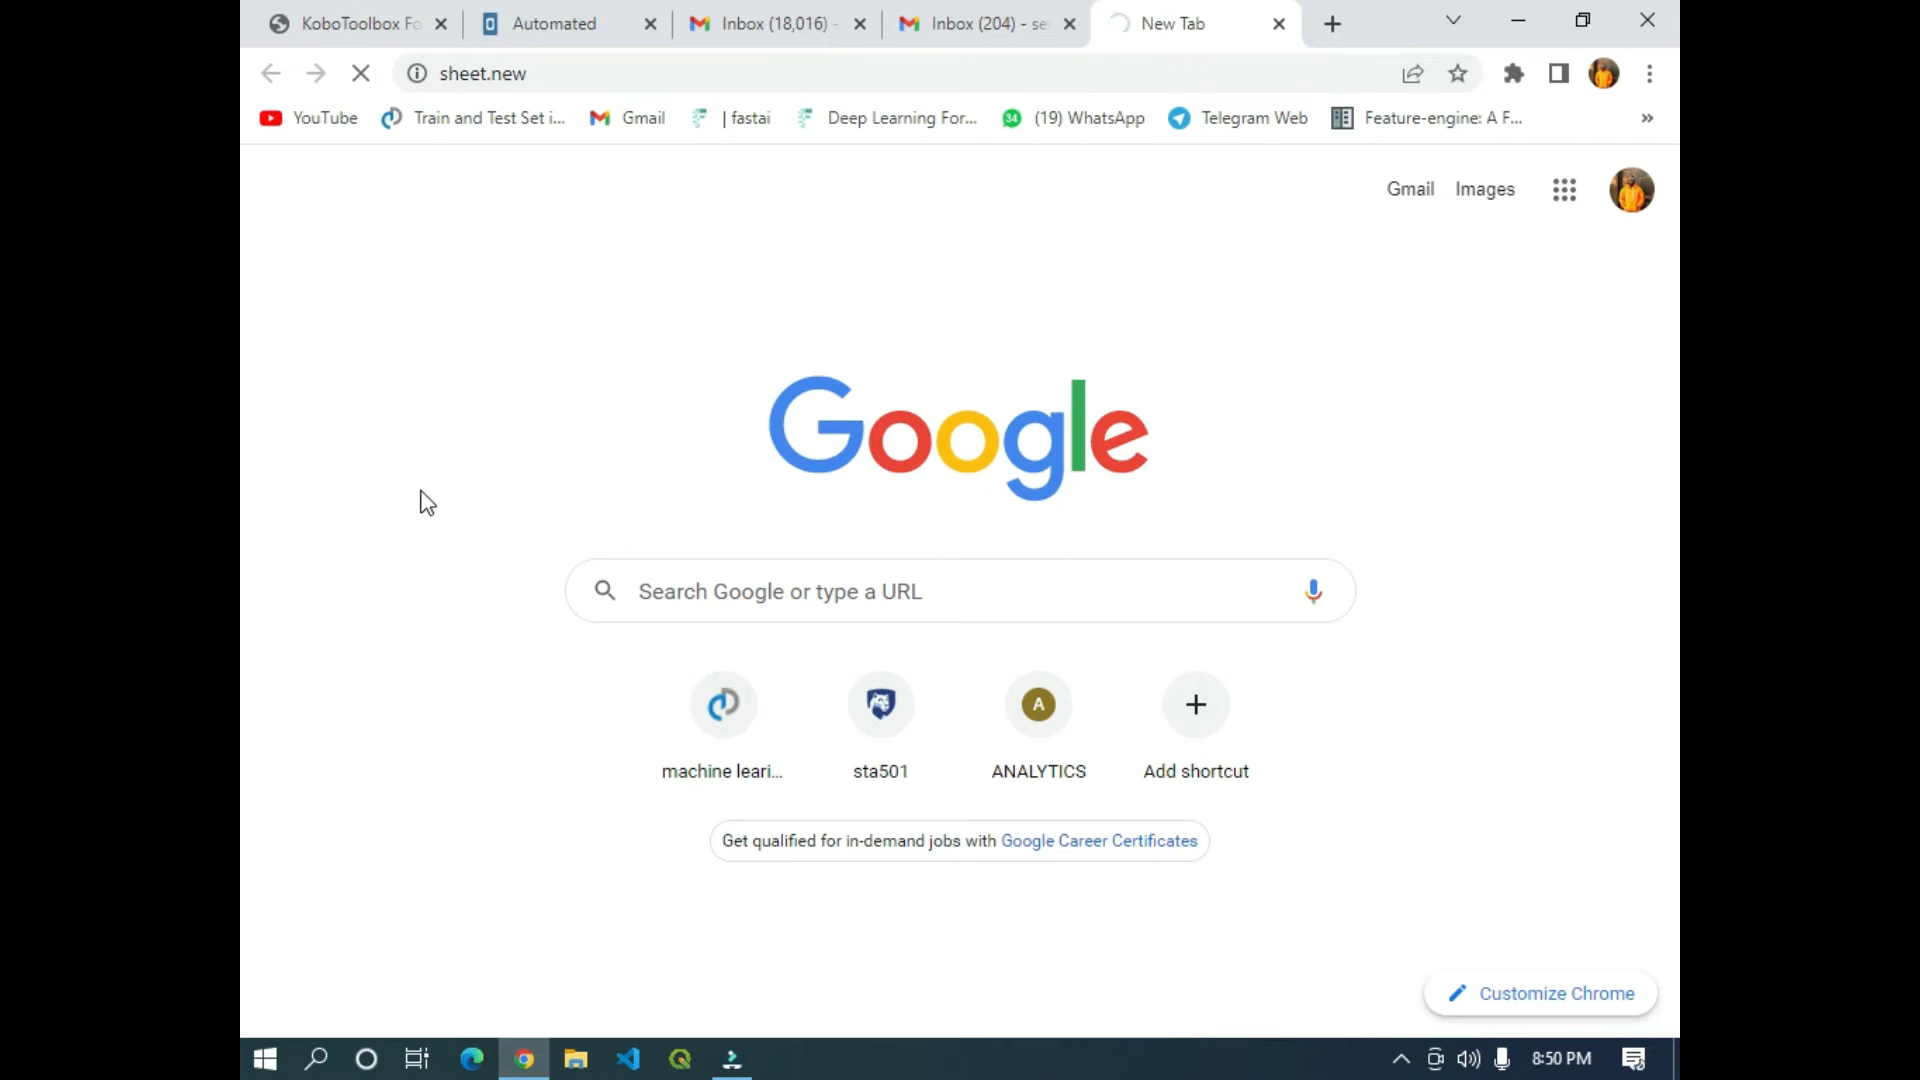 KoboToolbox Fo
Automated
Inbox (18,016) -
Inbox (204) - se
New Tab
sheet.new
YouTube
Train and Test Set i...
Gmail
| fastai
Deep Learning For...
34
(19) WhatsApp
Telegram Web
Feature-engine: A F...
»
Gmail
Images
Google
Search Google or type a URL
A
machine leari...
sta501
ANALYTICS
Add shortcut
Get qualified for in-demand jobs with Google Career Certificates
Customize Chrome
8:50 PM